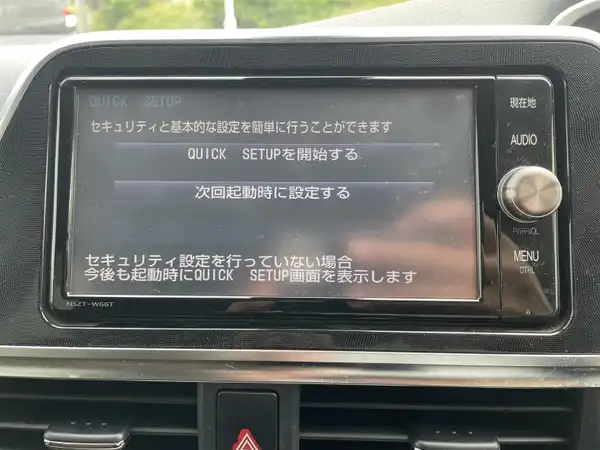 QUICK SETUP
セキュリティと基本的な設定を簡単に行うことができます
QUICK SETUPを開始する
次回起動時に設定する
セキュリティ設定を行っていない場合
今後も起動時にQUICK SETUP画面を表示します
NSZT-W66T
現在地
AUDIO
PWR•VOL
MENU
CTRL